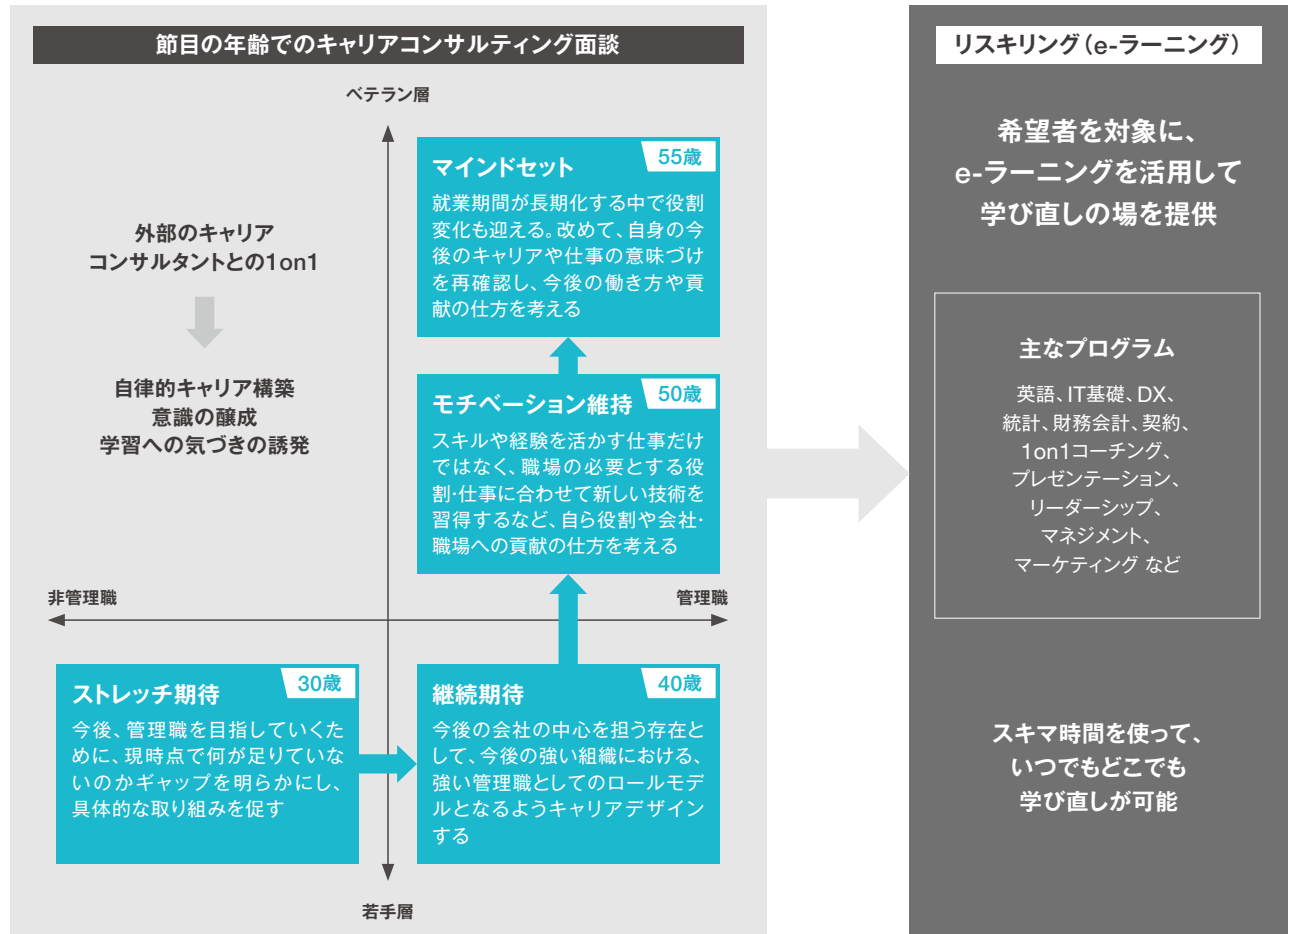 節目の年齢でのキャリアコンサルティング面談
ベテラン層
外部のキャリア
コンサルタントとの1on1
自律的キャリア構築
意識の醸成
学習への気づきの誘発
マインドセット
55歳
就業期間が長期化する中で役割
変化も迎える。改めて、自身の今
後のキャリアや仕事の意味づけ
を再確認し、今後の働き方や貢
献の仕方を考える
モチベーション維持
50歳
スキルや経験を活かす仕事だけ
ではなく、職場の必要とする役
割・仕事に合わせて新しい技術を
習得するなど、自ら役割や会社・
職場への貢献の仕方を考える
非管理職
管理職
ストレッチ期待
30歳
今後、管理職を目指していくた
めに、現時点で何が足りていな
いのかギャップを明らかにし、
具体的な取り組みを促す
継続期待
40歳
今後の会社の中心を担う存在と
して、今後の強い組織における、
強い管理職としてのロールモデ
ルとなるようキャリアデザイン
する
若手層
リスキリング（e-ラーニング）
希望者を対象に、
e-ラーニングを活用して
学び直しの場を提供
主なプログラム
英語、IT基礎、DX、
統計、財務会計、契約、
1on1コーチング、
プレゼンテーション、
リーダーシップ、
マネジメント、
マーケティング など
スキマ時間を使って、
いつでもどこでも
学び直しが可能